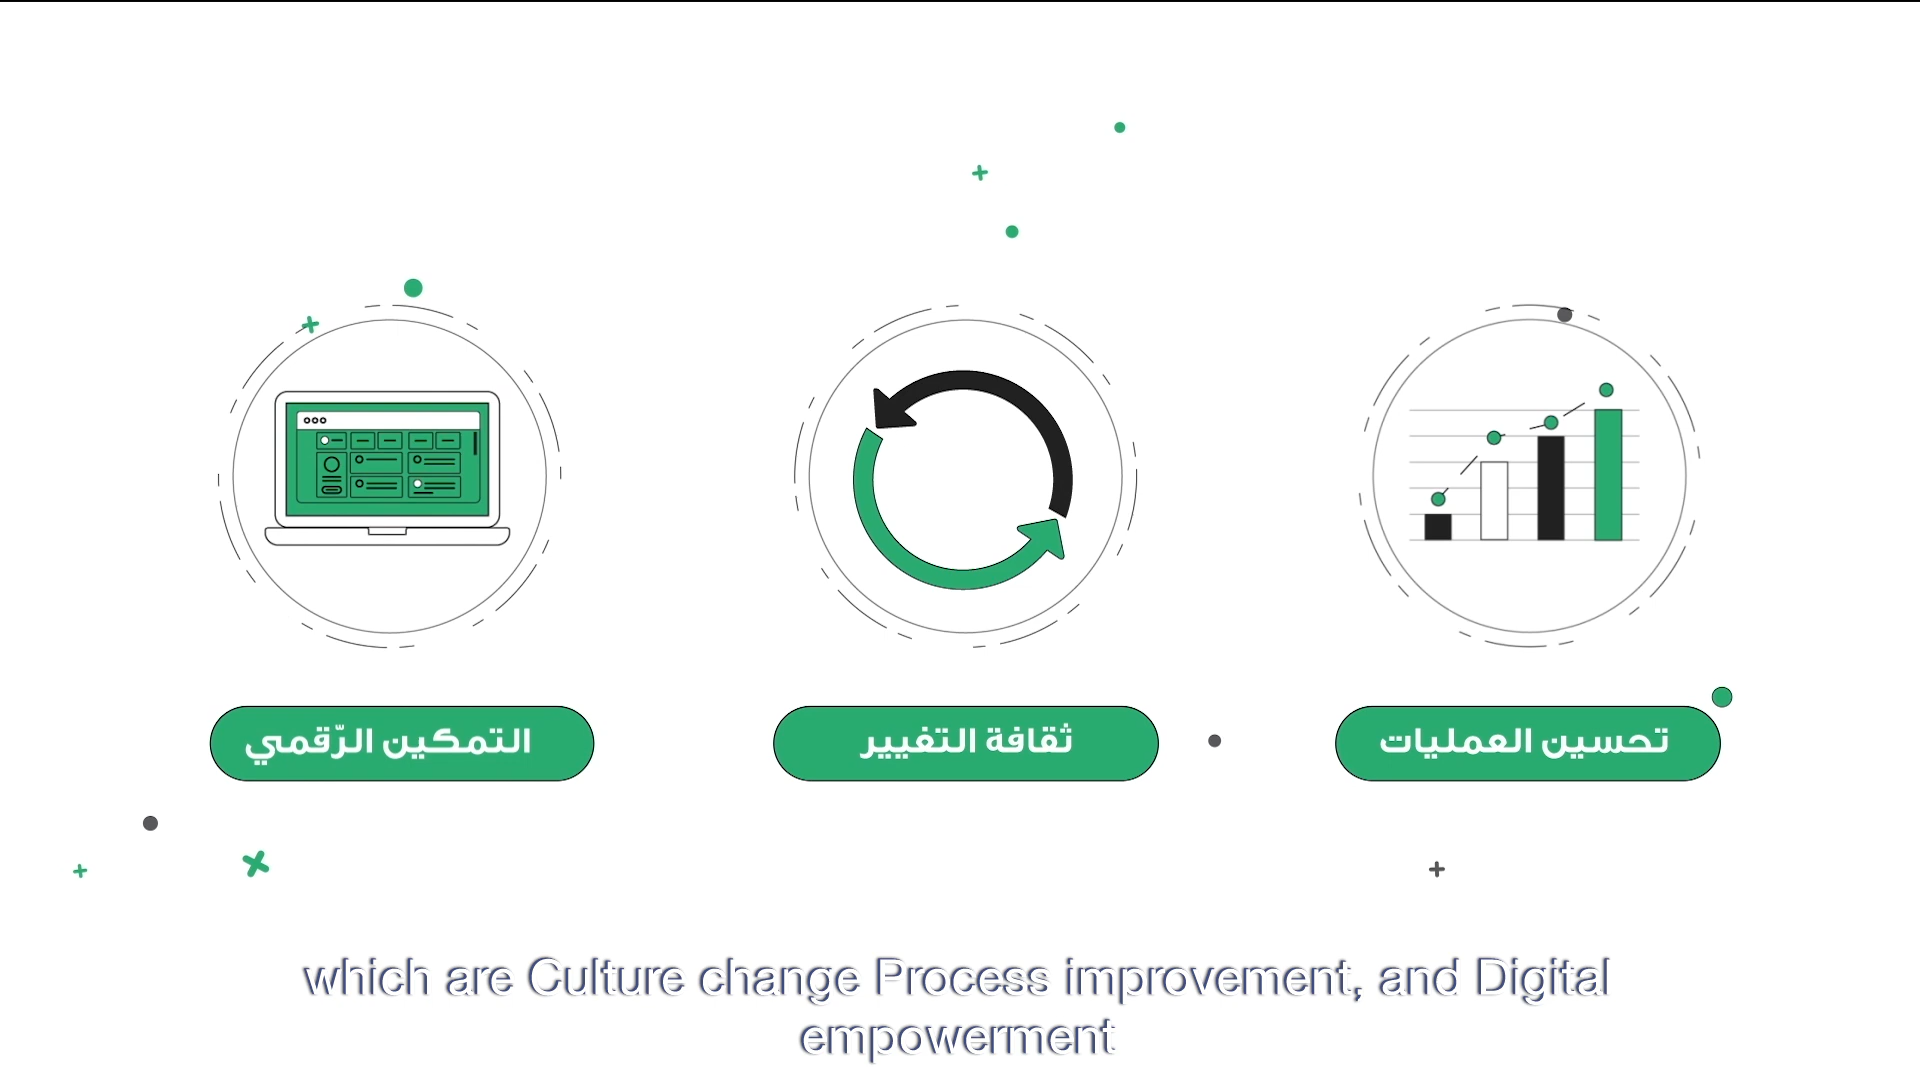 تحسين العمليات
ثقافة التغيير
التمكين الرّقمي
which are Culture change Process improvement, and Digital
empowerment